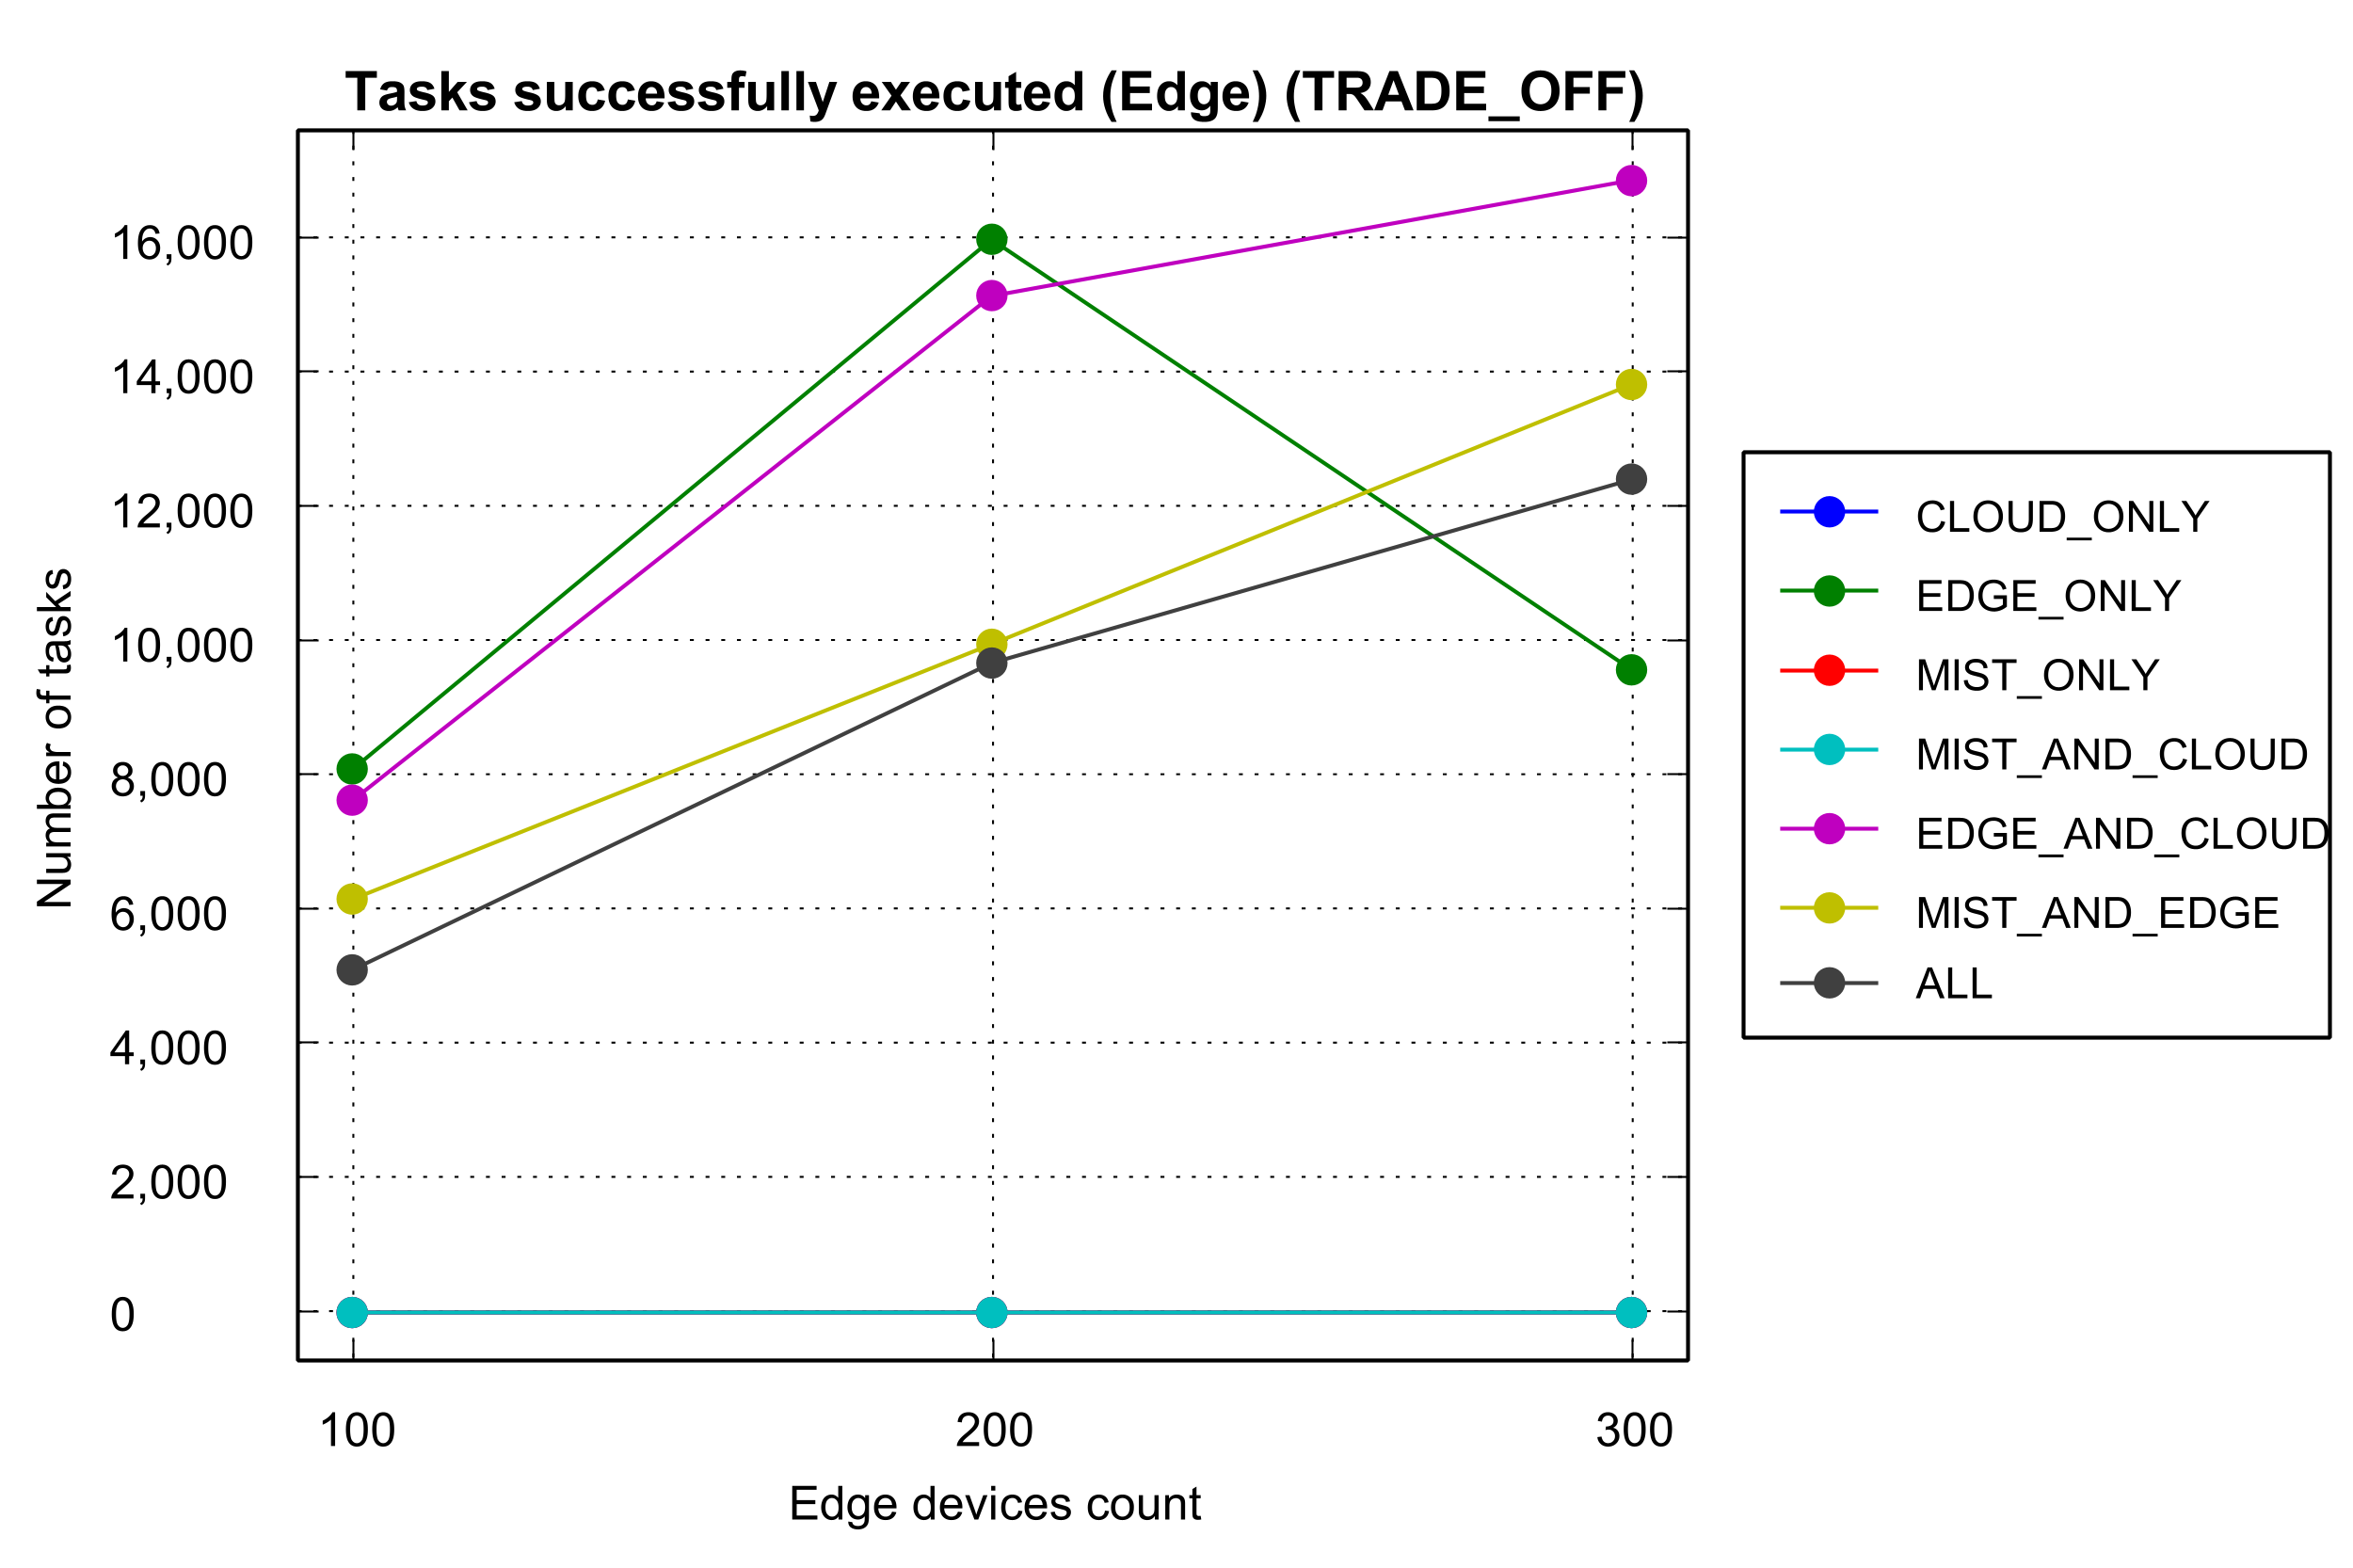 Tasks successfully executed (Edge) (TRADE_OFF)
Number of tasks
16,000
14,000
12,000
10,000
8,000
6,000
4,000
2,000
0
100
200
300
Edge devices count
CLOUD_ONLY
EDGE_ONLY
MIST_ONLY
MIST_AND_CLOUD
EDGE_AND_CLOUD
MIST_AND_EDGE
ALL